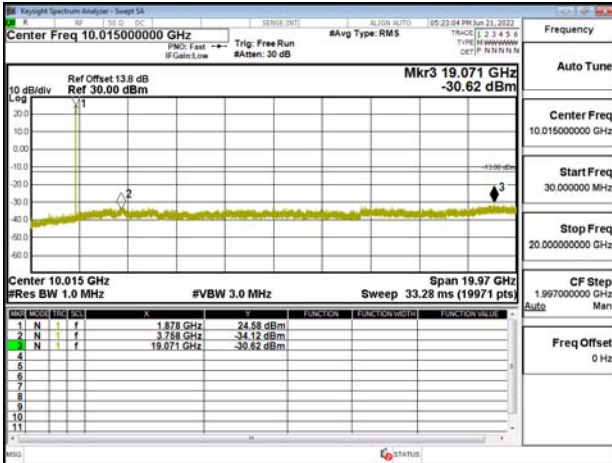 Keysight Spectrum Analyzer - Swept SA
R RF 50 Ω DC SENSE:INT ALIGN AUTO 05:23:04 PM Jun 21, 2022
Center Freq 10.015000000 GHz
PNO: Fast
IFGain:Low
Trig: Free Run
#Atten: 30 dB
#Avg Type: RMS
TRACE 1 2 3 4 5 6
TYPE M
DET P N N N N N
Ref Offset 13.8 dB
10 dB/div Ref 30.00 dBm
Log
Mkr3 19.071 GHz
-30.62 dBm
20.0
10.0
0.00
-10.0
-20.0
-30.0
-40.0
-50.0
-60.0
-13.00 dBm
1
2
3
Center 10.015 GHz Span 19.97 GHz
#Res BW 1.0 MHz #VBW 3.0 MHz Sweep 33.28 ms (19971 pts)
MKR MODE TRC SCL X Y FUNCTION FUNCTION WIDTH FUNCTION VALUE
1 N 1 f 1.878 GHz 24.58 dBm
2 N 1 f 3.758 GHz -34.12 dBm
3 N 1 f 19.071 GHz -30.62 dBm
4
5
6
7
8
9
10
11
MSG STATUS
Frequency
Auto Tune
Center Freq
10.015000000 GHz
Start Freq
30.000000 MHz
Stop Freq
20.000000000 GHz
CF Step
1.997000000 GHz
Auto Man
Freq Offset
0 Hz